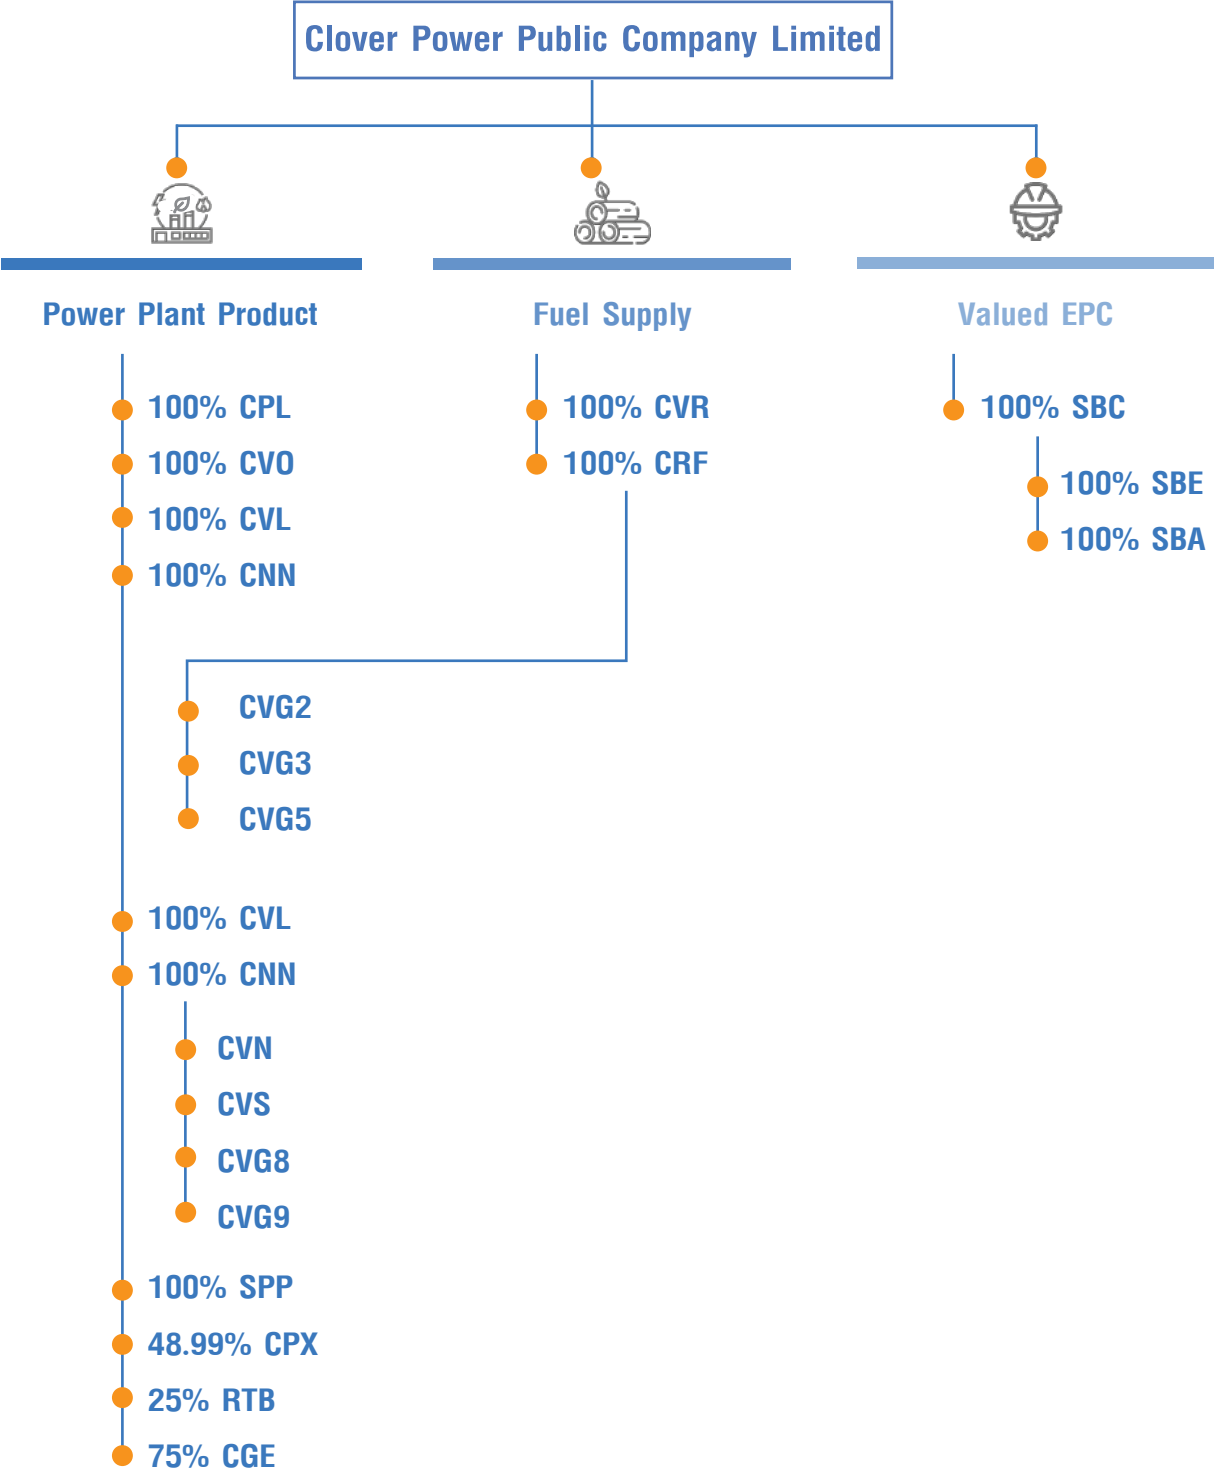 Clover Power Public Company Limited
Power Plant Product
100% CPL
100% CVO
100% CVL
100% CNN
CVG2
CVG3
CVG5
100% CVL
100% CNN
CVN
CVS
CVG8
CVG9
100% SPP
48.99% CPX
25% RTB
75% CGE
Fuel Supply
100% CVR
100% CRF
Valued EPC
100% SBC
100% SBE
100% SBA